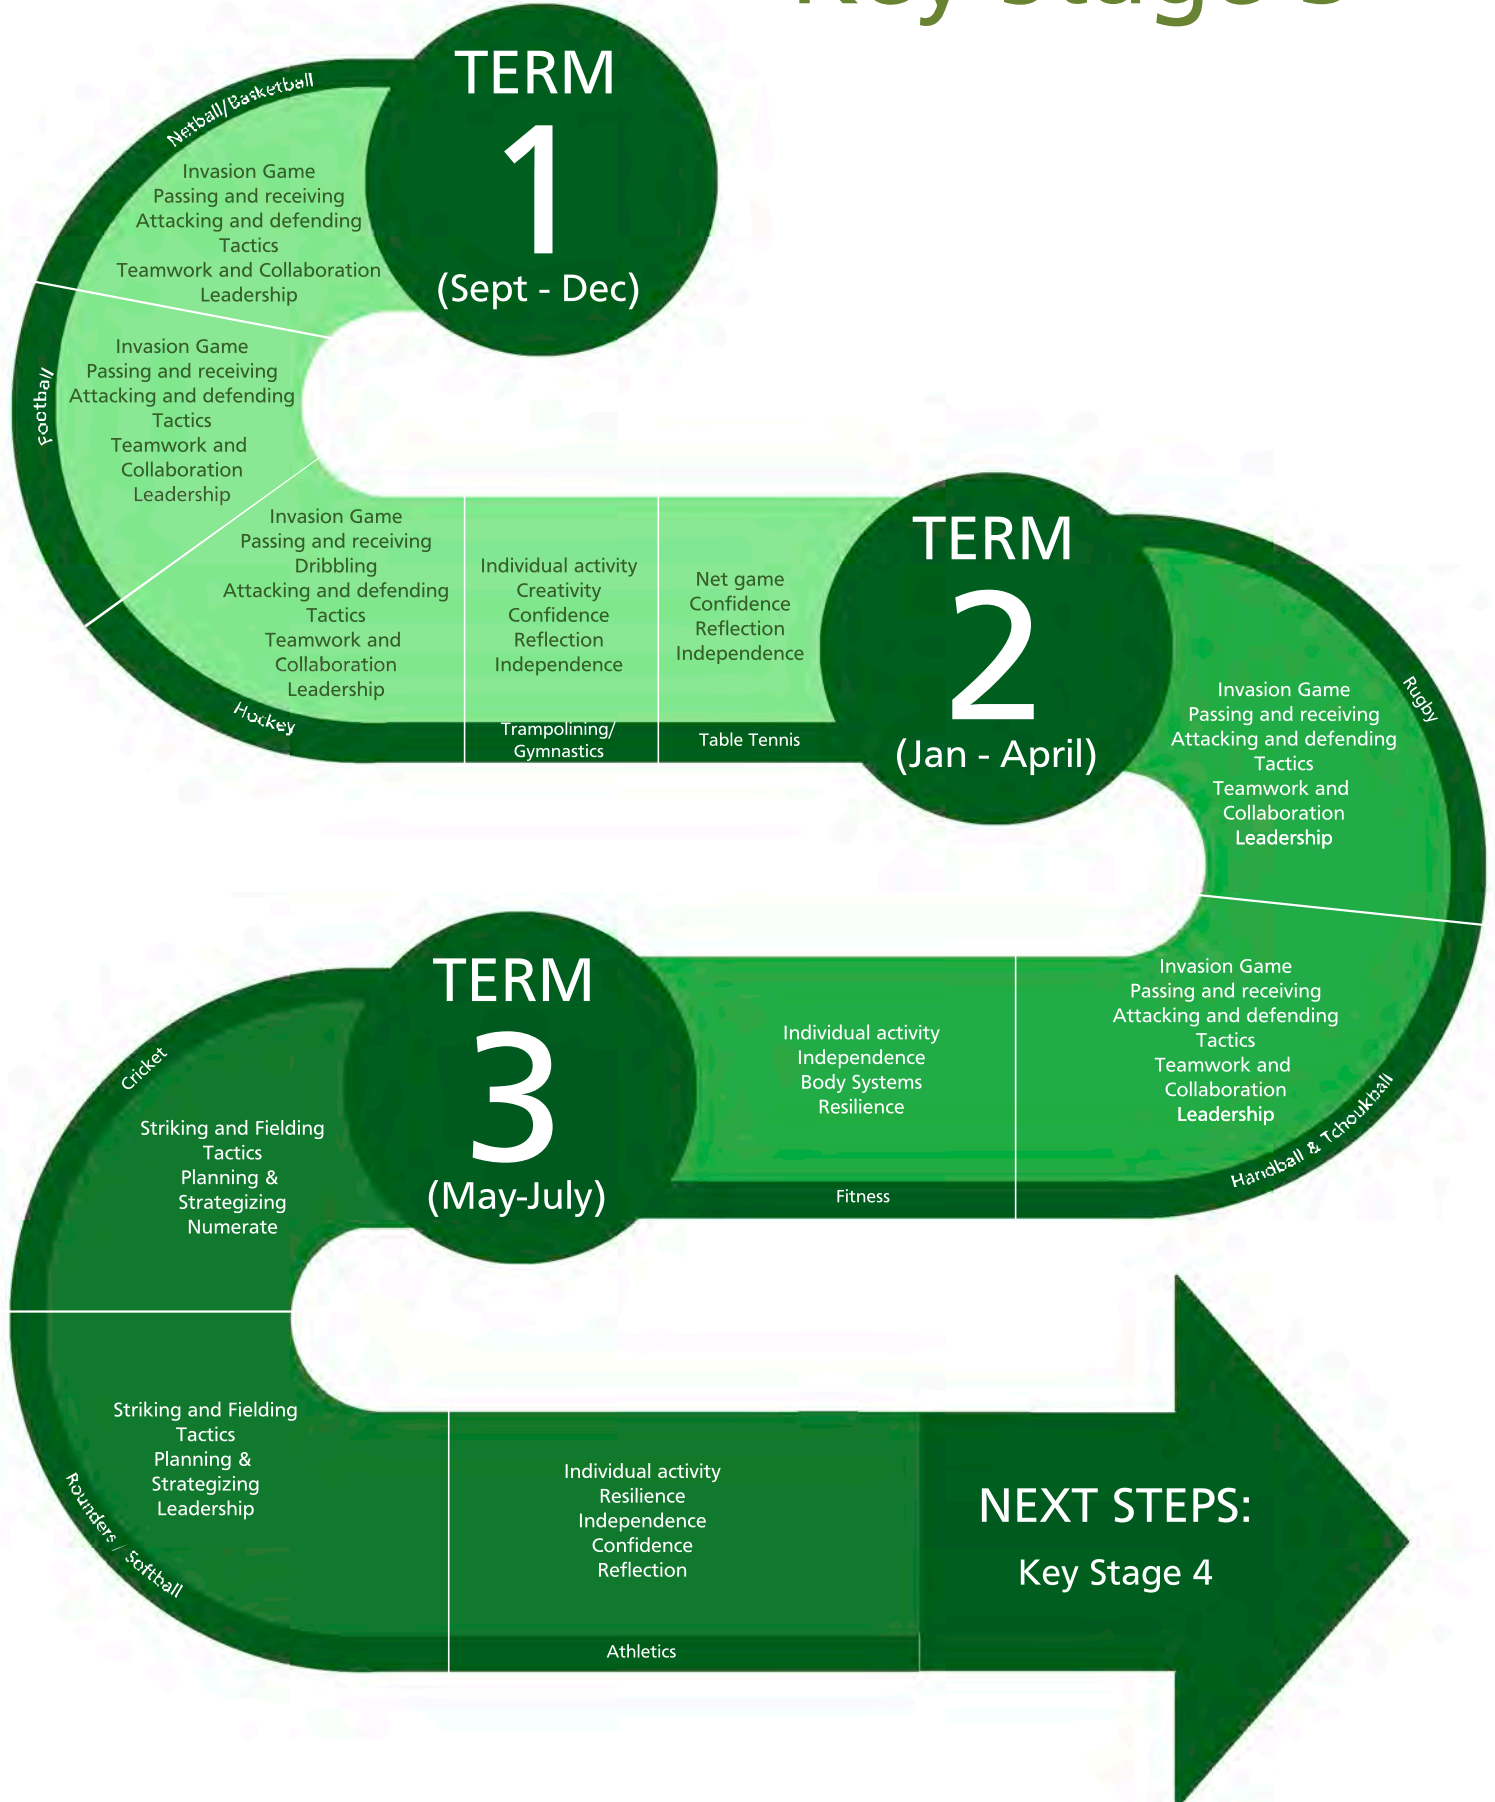 Key Stage 3
TERM
1
(Sept - Dec)
Netball/Basketball
Invasion Game
Passing and receiving
Attacking and defending
Tactics
Teamwork and Collaboration
Leadership
Football
Invasion Game
Passing and receiving
Attacking and defending
Tactics
Teamwork and
Collaboration
Leadership
Hockey
Invasion Game
Passing and receiving
Dribbling
Attacking and defending
Tactics
Teamwork and
Collaboration
Leadership
Individual activity
Creativity
Confidence
Reflection
Independence
Trampolining/
Gymnastics
Net game
Confidence
Reflection
Independence
Table Tennis
TERM
2
(Jan - April)
Rugby
Invasion Game
Passing and receiving
Attacking and defending
Tactics
Teamwork and
Collaboration
Leadership
Invasion Game
Passing and receiving
Attacking and defending
Tactics
Teamwork and
Collaboration
Leadership
Handball & Tchoukball
Individual activity
Independence
Body Systems
Resilience
Fitness
TERM
3
(May-July)
Cricket
Striking and Fielding
Tactics
Planning &
Strategizing
Numerate
Striking and Fielding
Tactics
Planning &
Strategizing
Leadership
Rounders / Softball
Individual activity
Resilience
Independence
Confidence
Reflection
Athletics
NEXT STEPS:
Key Stage 4